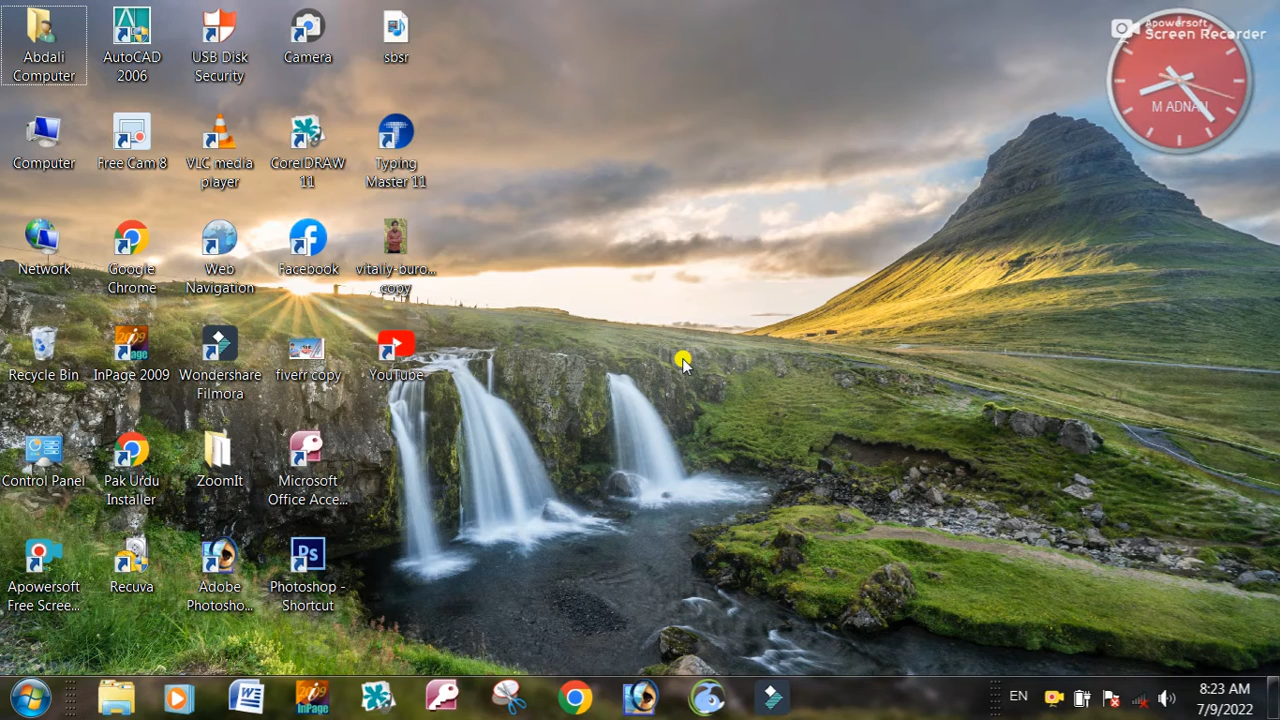 Abdali
Computer
AutoCAD
2006
USB Disk
Security
Camera
sbsr
Apowersoft
Screen Recorder
M ADNAN
Computer
Free Cam 8
VLC media
player
CorelDRAW
11
Typing
Master 11
Network
Google
Chrome
Web
Navigation
Facebook
vitaliy-buro...
copy
Recycle Bin
InPage 2009
Wondershare
Filmora
fiverr copy
YouTube
Control Panel
Pak Urdu
Installer
ZoomIt
Microsoft
Office Acce...
Apowersoft
Free Scree...
Recuva
Adobe
Photosho...
Ps
Photoshop -
Shortcut
EN
8:23 AM
7/9/2022